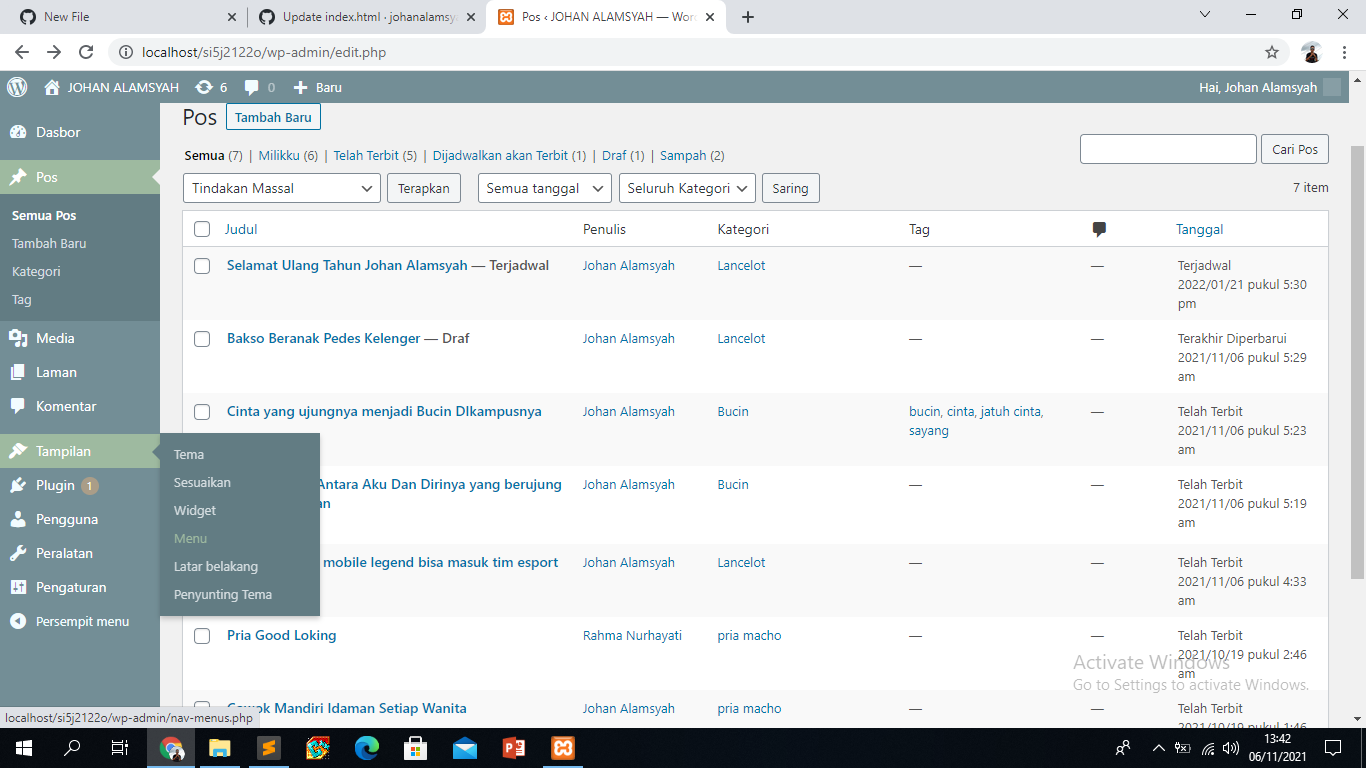 New File
Update index.html · johanalamsya
Pos ‹ JOHAN ALAMSYAH — Wor
localhost/si5j2122o/wp-admin/edit.php
JOHAN ALAMSYAH 6 0 Baru
Hai, Johan Alamsyah
Dasbor
Pos
Semua Pos
Tambah Baru
Kategori
Tag
Media
Laman
Komentar
Tampilan
Plugin 1
Pengguna
Peralatan
Pengaturan
Persempit menu
Tema
Sesuaikan
Widget
Menu
Latar belakang
Penyunting Tema
Pos Tambah Baru
Semua (7) | Milikku (6) | Telah Terbit (5) | Dijadwalkan akan Terbit (1) | Draf (1) | Sampah (2)
Cari Pos
Tindakan Massal Terapkan Semua tanggal Seluruh Kategori Saring
7 item
Judul Penulis Kategori Tag Tanggal
Selamat Ulang Tahun Johan Alamsyah — Terjadwal Johan Alamsyah Lancelot — — Terjadwal
2022/01/21 pukul 5:30
pm
Bakso Beranak Pedes Kelenger — Draf Johan Alamsyah Lancelot — — Terakhir Diperbarui
2021/11/06 pukul 5:29
am
Cinta yang ujungnya menjadi Bucin DIkampusnya Johan Alamsyah Bucin bucin, cinta, jatuh cinta, — Telah Terbit
sayang 2021/11/06 pukul 5:23
am
Antara Aku Dan Dirinya yang berujung Johan Alamsyah Bucin — — Telah Terbit
an 2021/11/06 pukul 5:19
am
mobile legend bisa masuk tim esport Johan Alamsyah Lancelot — — Telah Terbit
2021/11/06 pukul 4:33
am
Pria Good Loking Rahma Nurhayati pria macho — — Telah Terbit
2021/10/19 pukul 2:46
am
Cowok Mandiri Idaman Setiap Wanita Johan Alamsyah pria macho — — Telah Terbit
2021/10/19 pukul 1:46
Activate Windows
Go to Settings to activate Windows.
localhost/si5j2122o/wp-admin/nav-menus.php
13:42
06/11/2021